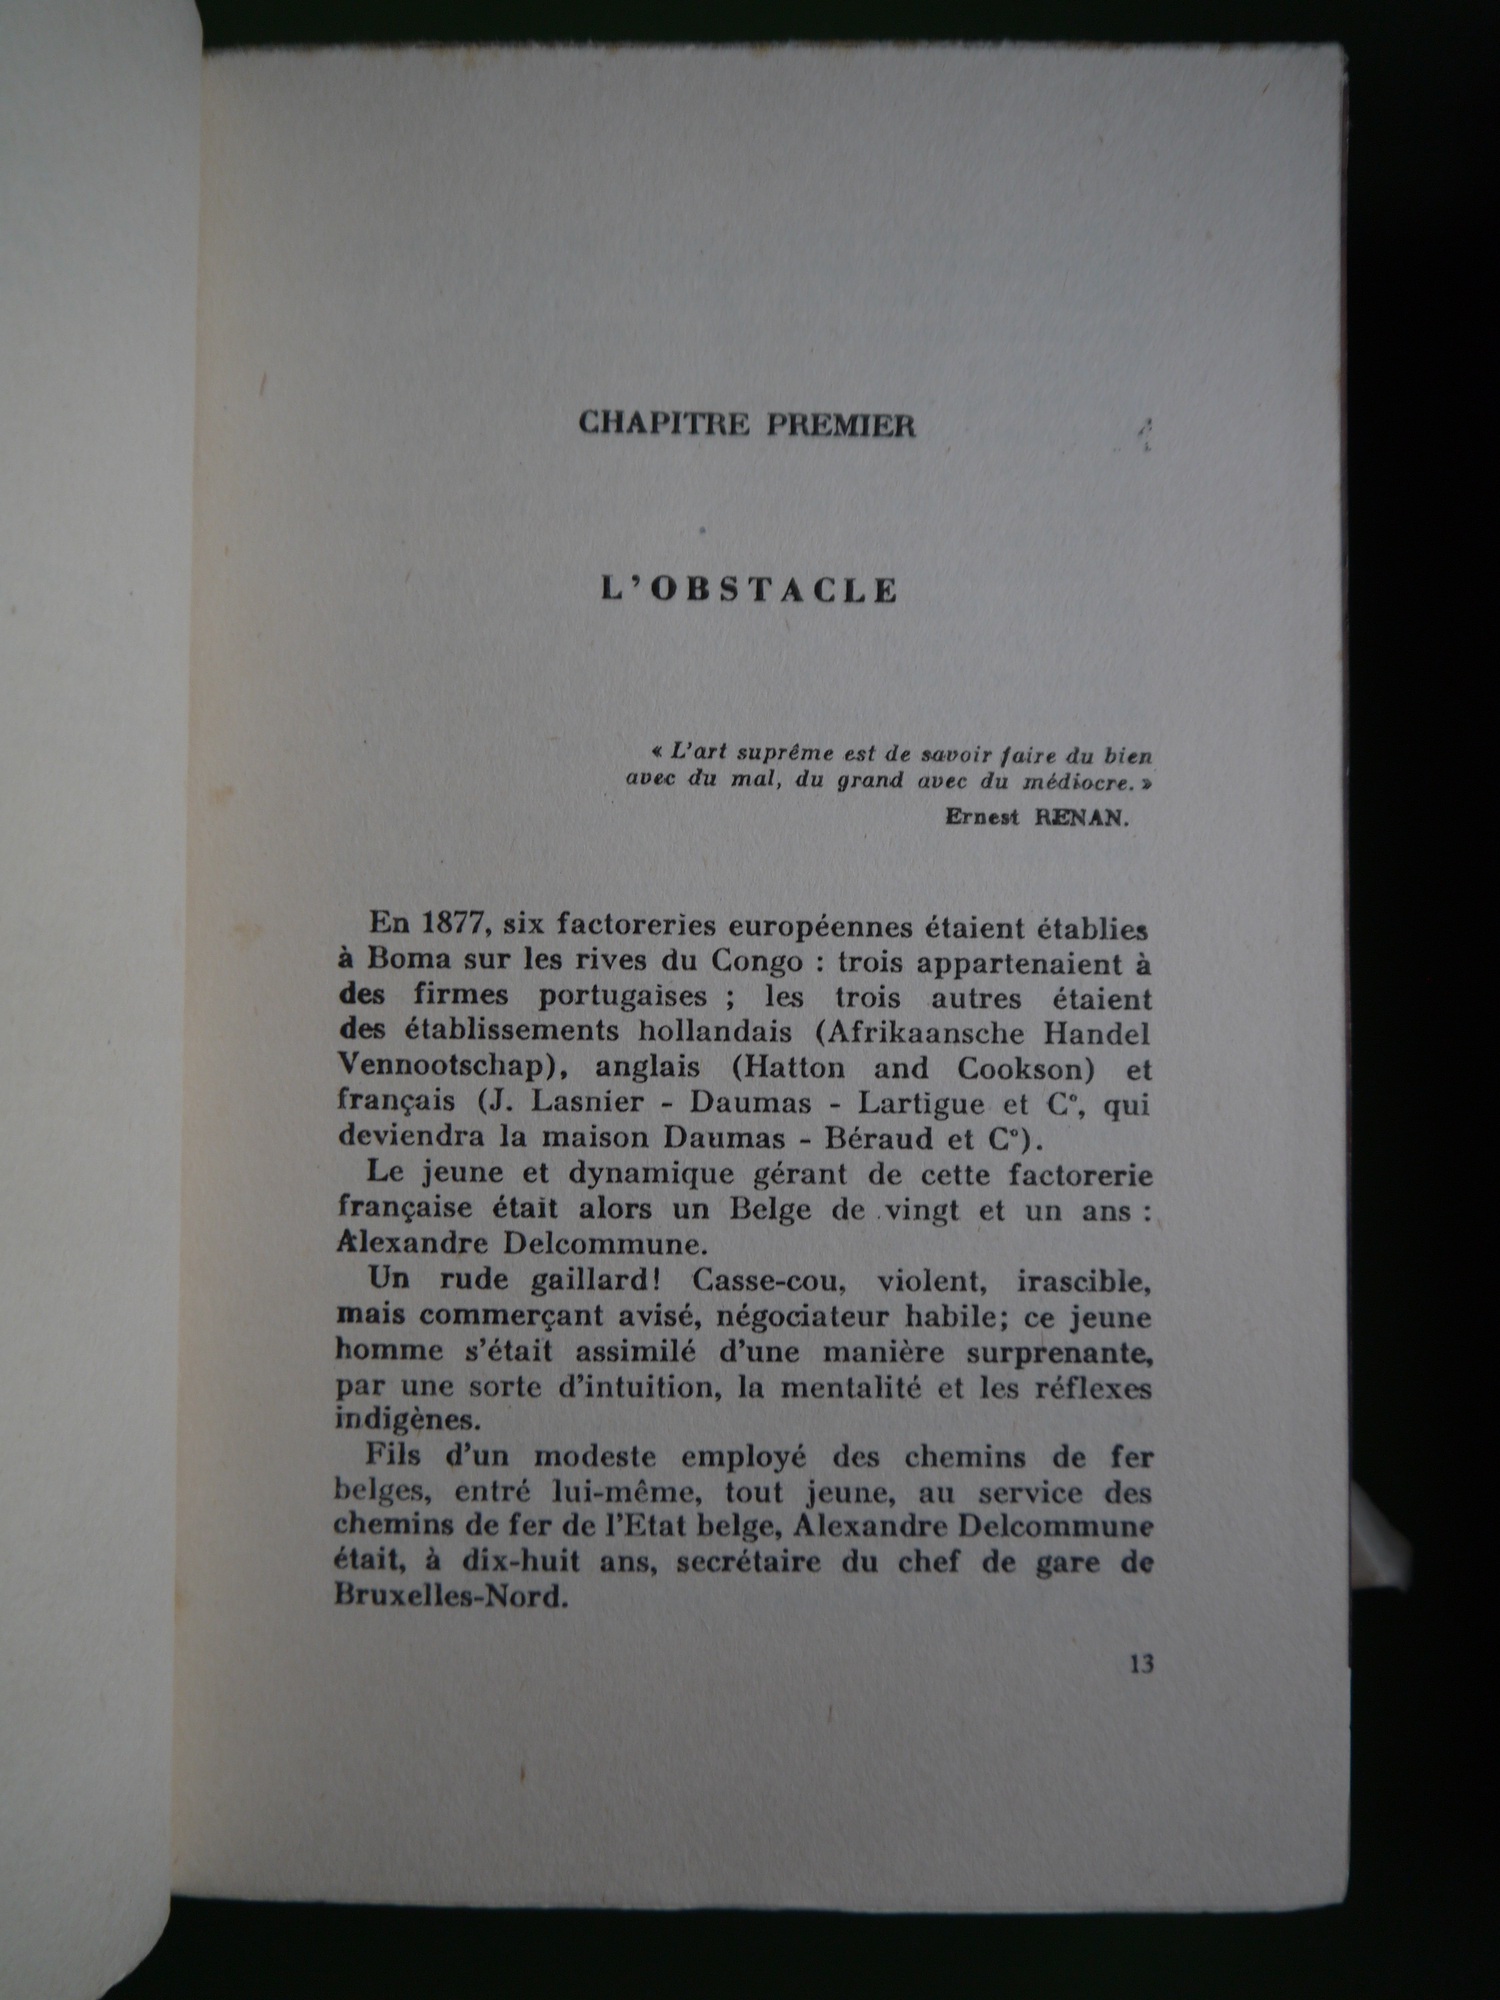 CHAPITRE PREMIER
L'OBSTACLE
« L'art suprême est de savoir faire du bien
avec du mal, du grand avec du médiocre. »
Ernest RENAN.
En 1877, six factoreries européennes étaient établies
à Boma sur les rives du Congo : trois appartenaient à
des firmes portugaises ; les trois autres étaient
des établissements hollandais (Afrikaansche Handel
Vennootschap), anglais (Hatton and Cookson) et
français (J. Lasnier - Daumas - Lartigue et C°, qui
deviendra la maison Daumas - Béraud et C°).
Le jeune et dynamique gérant de cette factorerie
française était alors un Belge de vingt et un ans :
Alexandre Delcommune.
Un rude gaillard! Casse-cou, violent, irascible,
mais commerçant avisé, négociateur habile; ce jeune
homme s'était assimilé d'une manière surprenante,
par une sorte d'intuition, la mentalité et les réflexes
indigènes.
Fils d'un modeste employé des chemins de fer
belges, entré lui-même, tout jeune, au service des
chemins de fer de l'Etat belge, Alexandre Delcommune
était, à dix-huit ans, secrétaire du chef de gare de
Bruxelles-Nord.
13